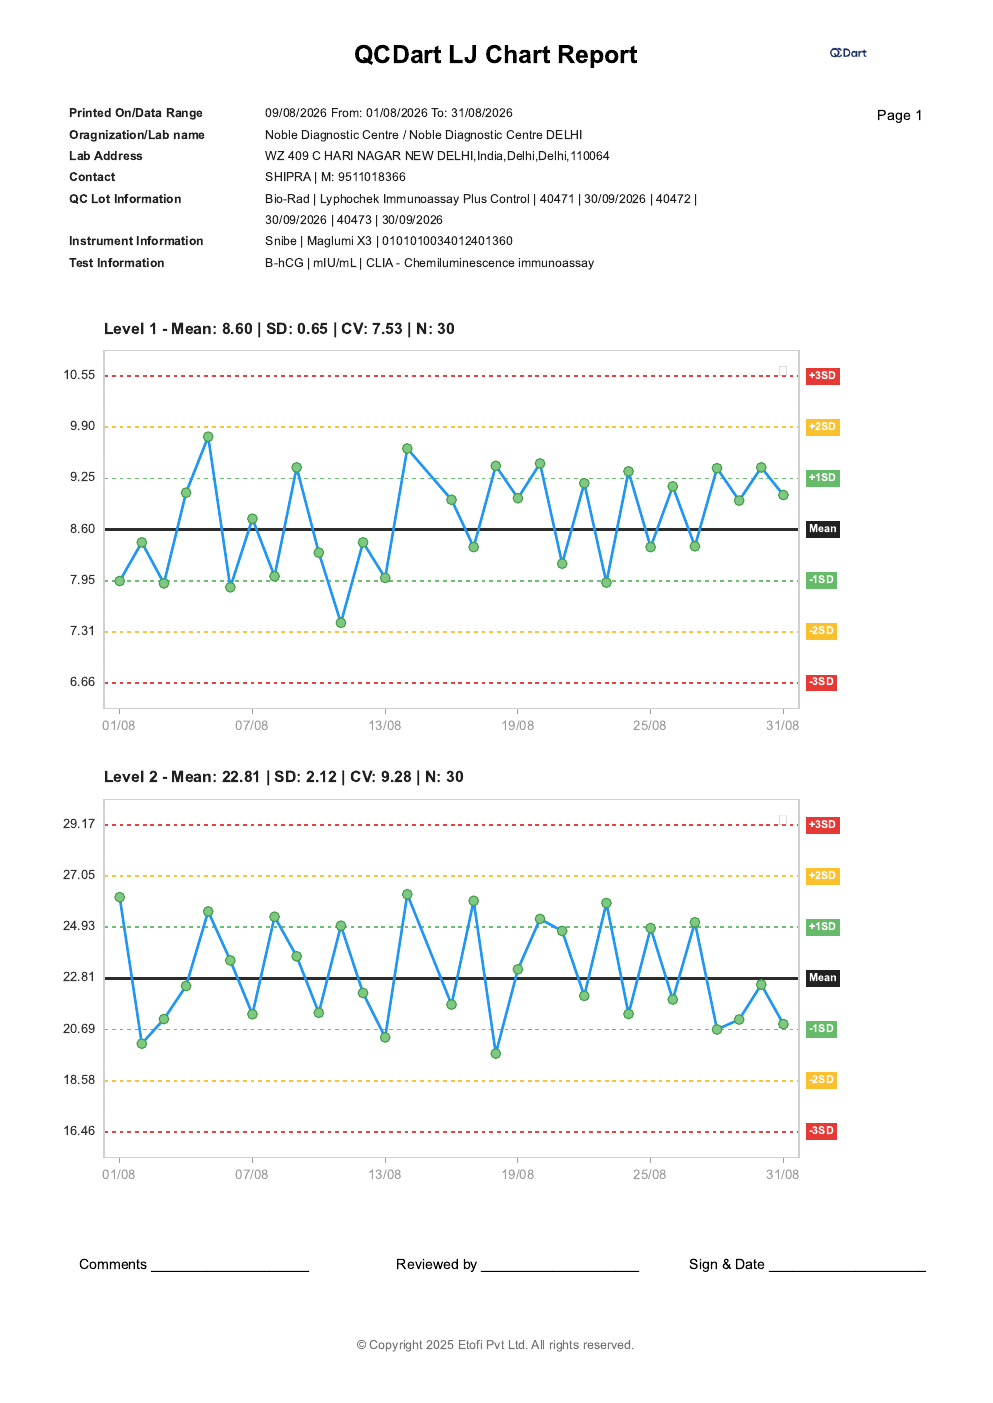 QCDart LJ Chart Report
QCDart
Printed On/Data Range 09/08/2026 From: 01/08/2026 To: 31/08/2026
Page 1
Oragnization/Lab name Noble Diagnostic Centre / Noble Diagnostic Centre DELHI
Lab Address WZ 409 C HARI NAGAR NEW DELHI,India,Delhi,Delhi,110064
Contact SHIPRA | M: 9511018366
QC Lot Information Bio-Rad | Lyphochek Immunoassay Plus Control | 40471 | 30/09/2026 | 40472 |
30/09/2026 | 40473 | 30/09/2026
Instrument Information Snibe | Maglumi X3 | 0101010034012401360
Test Information B-hCG | mIU/mL | CLIA - Chemiluminescence immunoassay
Level 1 - Mean: 8.60 | SD: 0.65 | CV: 7.53 | N: 30
10.55 +3SD
9.90 +2SD
9.25 +1SD
8.60 Mean
7.95 -1SD
7.31 -2SD
6.66 -3SD
01/08 07/08 13/08 19/08 25/08 31/08
Level 2 - Mean: 22.81 | SD: 2.12 | CV: 9.28 | N: 30
29.17 +3SD
27.05 +2SD
24.93 +1SD
22.81 Mean
20.69 -1SD
18.58 -2SD
16.46 -3SD
01/08 07/08 13/08 19/08 25/08 31/08
Comments ____________________ Reviewed by ____________________ Sign & Date ____________________
© Copyright 2025 Etofi Pvt Ltd. All rights reserved.